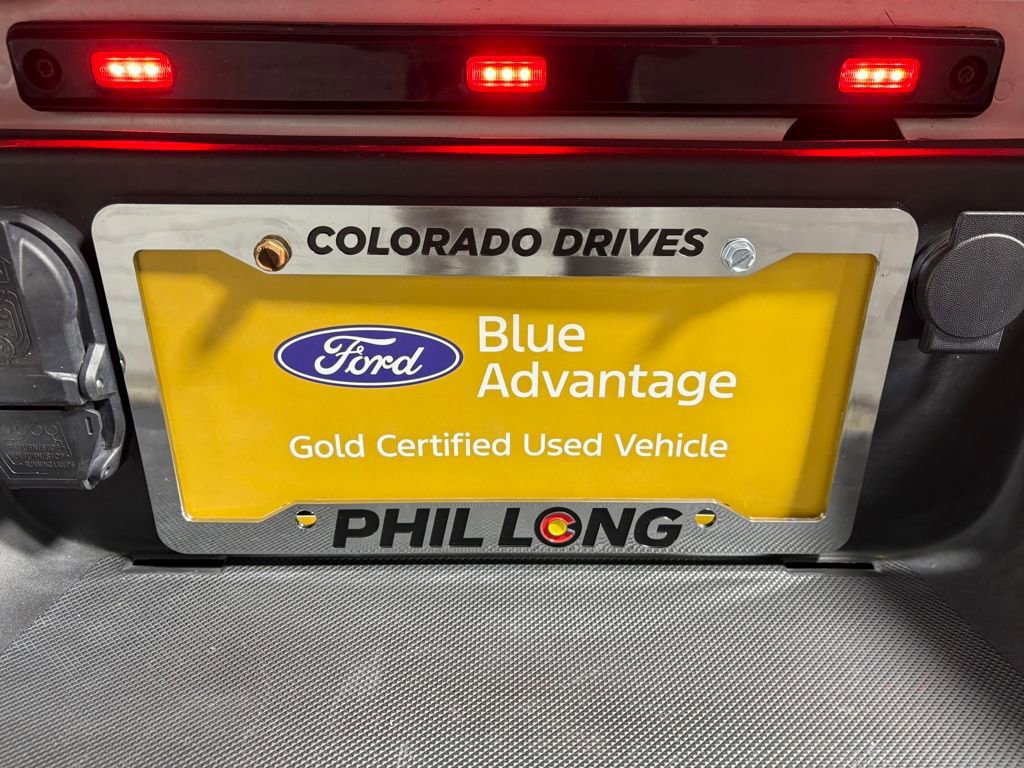 COLORADO DRIVES
Ford
Blue
Advantage
Gold Certified Used Vehicle
PHIL LONG